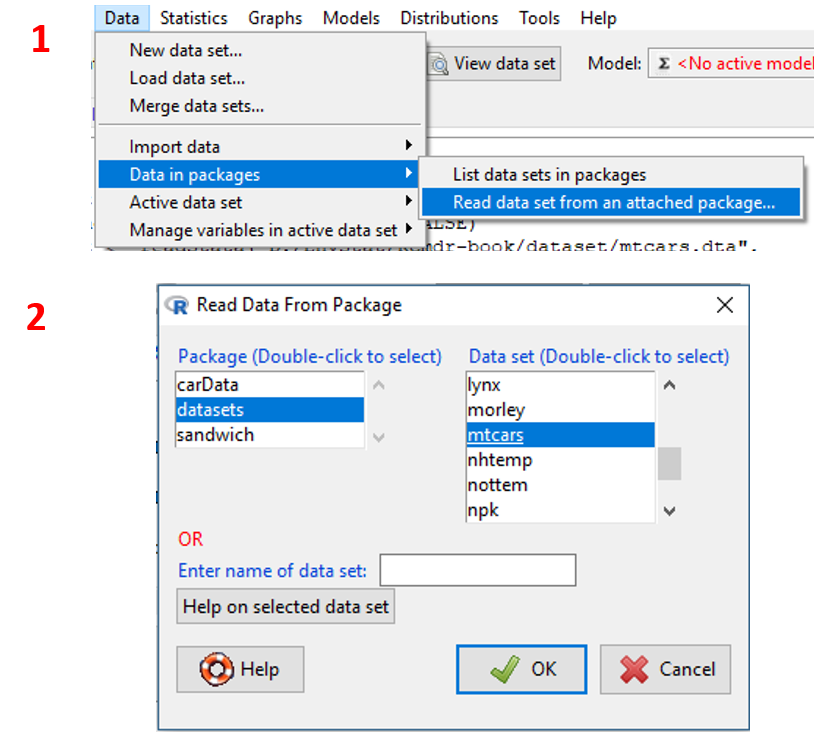 1
Data Statistics Graphs Models Distributions Tools Help
New data set...
Load data set...
Merge data sets...
View data set Model: Σ <No active model
Import data
Data in packages
Active data set
Manage variables in active data set
List data sets in packages
Read data set from an attached package...
ALSE)
book/dataset/mtcars.dta",
2
R Read Data From Package
Package (Double-click to select) Data set (Double-click to select)
carData lynx
datasets morley
sandwich mtcars
nhtemp
nottem
npk
OR
Enter name of data set:
Help on selected data set
Help OK Cancel